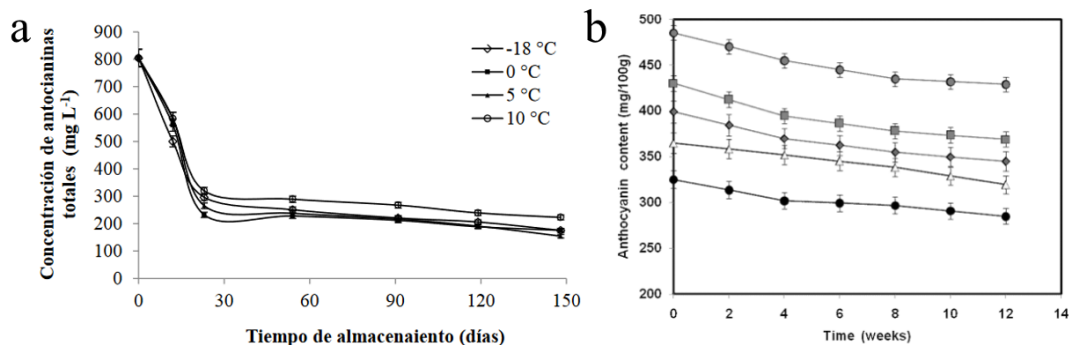 a
900
800
700
600
500
400
300
200
100
0
0 30 60 90 120 150
Concentración de antocianinas
totales (mg L-1)
Tiempo de almacenaiento (días)
-18 °C
0 °C
5 °C
10 °C
b
500
450
400
350
300
250
200
0 2 4 6 8 10 12 14
Anthocyanin content (mg/100g)
Time (weeks)